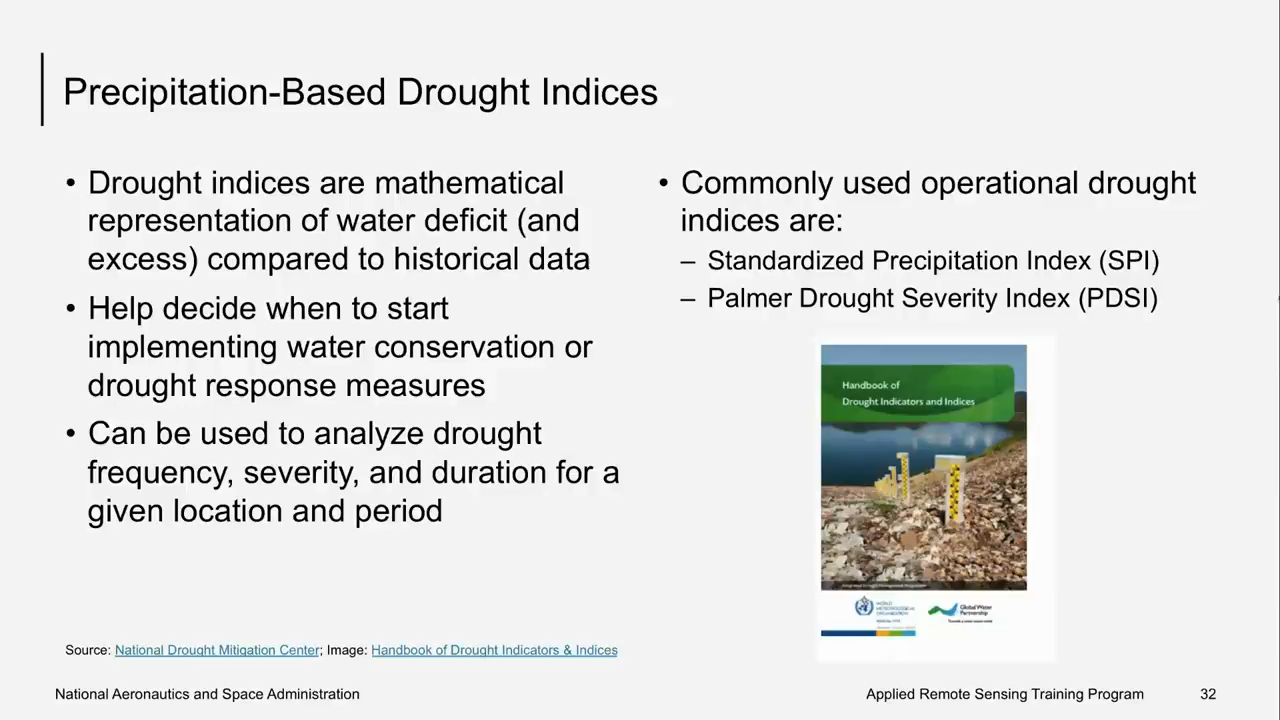 Precipitation-Based Drought Indices
• Drought indices are mathematical
representation of water deficit (and
excess) compared to historical data
• Help decide when to start
implementing water conservation or
drought response measures
• Can be used to analyze drought
frequency, severity, and duration for a
given location and period
• Commonly used operational drought
indices are:
– Standardized Precipitation Index (SPI)
– Palmer Drought Severity Index (PDSI)
Handbook of
Drought Indicators and Indices
WORLD
METEOROLOGICAL
ORGANIZATION
Global Water
Partnership
Source: National Drought Mitigation Center; Image: Handbook of Drought Indicators & Indices
National Aeronautics and Space Administration
Applied Remote Sensing Training Program
32